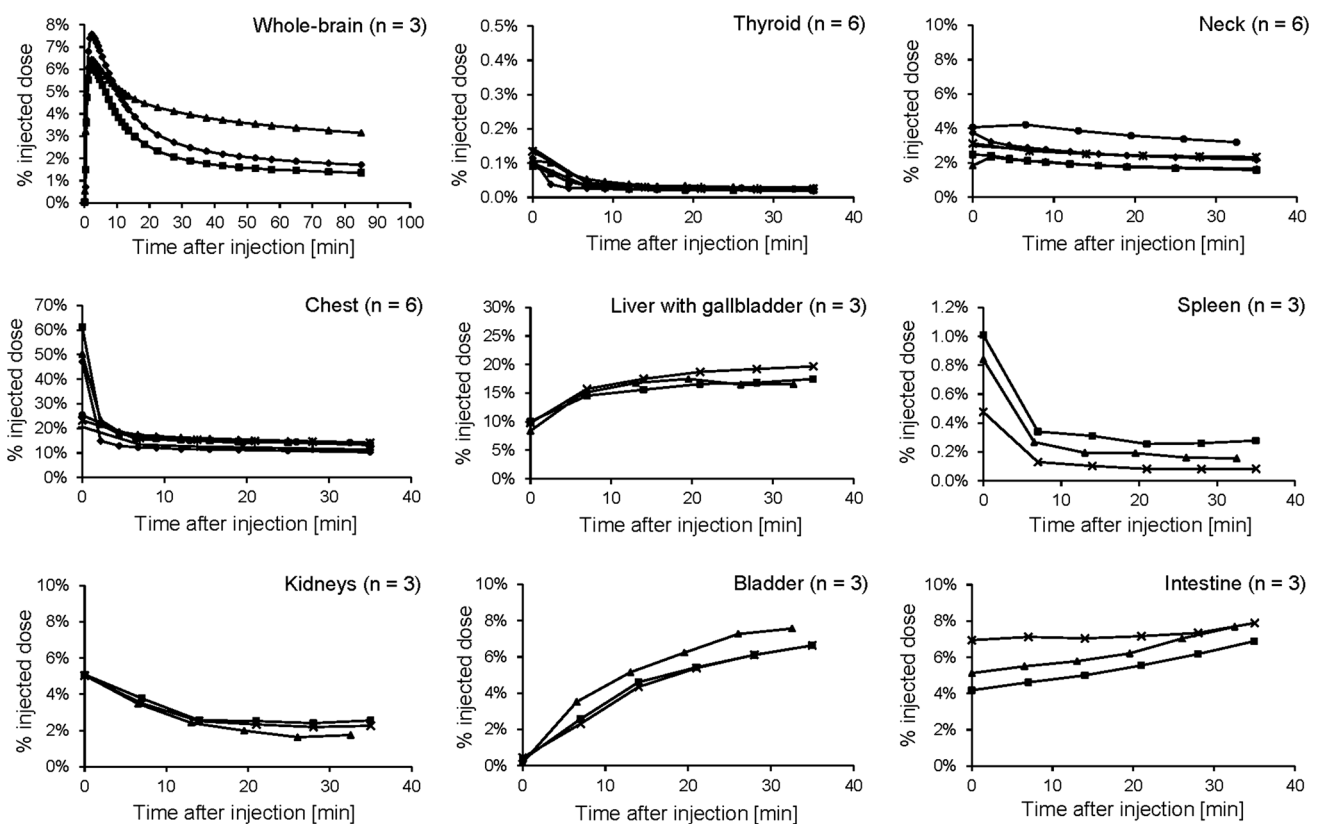 Whole-brain (n = 3)
% injected dose
8%
7%
6%
5%
4%
3%
2%
1%
0%
0 10 20 30 40 50 60 70 80 90 100
Time after injection [min]
Thyroid (n = 6)
% injected dose
0.5%
0.4%
0.3%
0.2%
0.1%
0.0%
0 10 20 30 40
Time after injection [min]
Neck (n = 6)
% injected dose
10%
8%
6%
4%
2%
0%
0 10 20 30 40
Time after injection [min]
Chest (n = 6)
% injected dose
70%
60%
50%
40%
30%
20%
10%
0%
0 10 20 30 40
Time after injection [min]
Liver with gallbladder (n = 3)
% injected dose
30%
25%
20%
15%
10%
5%
0%
0 10 20 30 40
Time after injection [min]
Spleen (n = 3)
% injected dose
1.2%
1.0%
0.8%
0.6%
0.4%
0.2%
0.0%
0 10 20 30 40
Time after injection [min]
Kidneys (n = 3)
% injected dose
10%
8%
6%
4%
2%
0%
0 10 20 30 40
Time after injection [min]
Bladder (n = 3)
% injected dose
10%
8%
6%
4%
2%
0%
0 10 20 30 40
Time after injection [min]
Intestine (n = 3)
% injected dose
10%
8%
6%
4%
2%
0%
0 10 20 30 40
Time after injection [min]